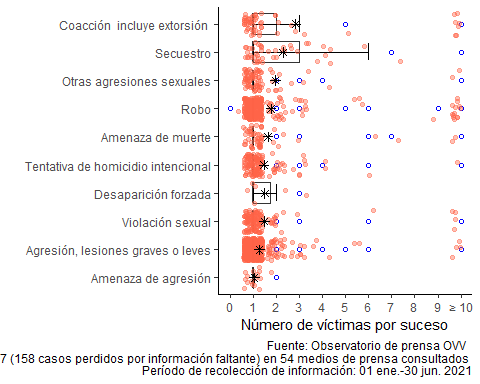 Coacción incluye extorsión
Secuestro
Otras agresiones sexuales
Robo
Amenaza de muerte
Tentativa de homicidio intencional
Desaparición forzada
Violación sexual
Agresión, lesiones graves o leves
Amenaza de agresión
0 1 2 3 4 5 6 7 8 9 ≥ 10
Número de víctimas por suceso
Fuente: Observatorio de prensa OVV
7 (158 casos perdidos por información faltante) en 54 medios de prensa consultados
Período de recolección de información: 01 ene.-30 jun. 2021